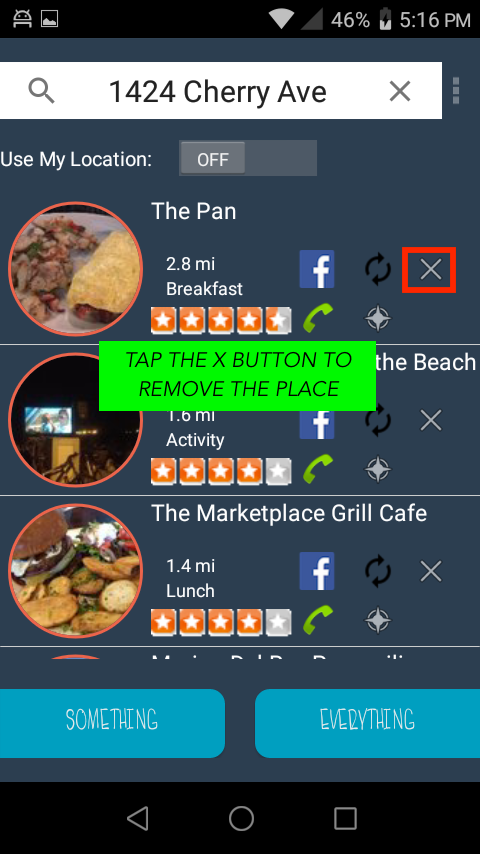 46% 5:16 PM
1424 Cherry Ave
Use My Location: OFF
The Pan
2.8 mi
Breakfast
TAP THE X BUTTON TO
REMOVE THE PLACE
the Beach
1.6 mi
Activity
The Marketplace Grill Cafe
1.4 mi
Lunch
SOMETHING
EVERYTHING